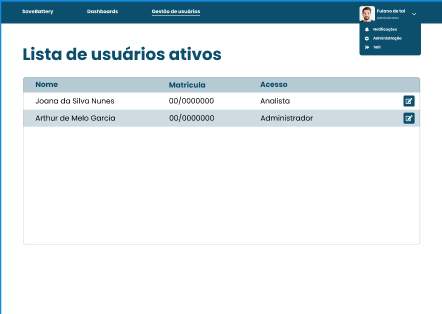 SaveBattery Dashboards Gestão de usuários Fulano de tal
administrador
Notificações
Administração
Sair
Lista de usuários ativos
Nome Matrícula Acesso
Joana da Silva Nunes 00/0000000 Analista
Arthur de Melo Garcia 00/0000000 Administrador